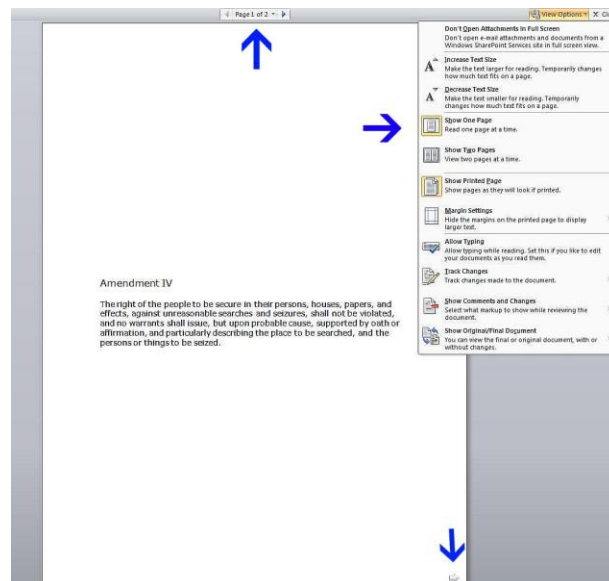 Page 1 of 2
View Options
X Cl
Don't Open Attachments in Full Screen
Don't open e-mail attachments and documents from a
Windows SharePoint Services site in full screen view.
Increase Text Size
Make the text larger for reading. Temporarily changes
how much text fits on a page.
Decrease Text Size
Make the text smaller for reading. Temporarily
changes how much text fits on a page.
Show One Page
Read one page at a time.
Show Two Pages
View two pages at a time.
Show Printed Page
Show pages as they will look if printed.
Margin Settings
Hide the margins on the printed page to display
larger text.
Allow Typing
Allow typing while reading. Set this if you like to edit
your documents as you read them.
Track Changes
Track changes made to the document.
Show Comments and Changes
Select what markup to show while reviewing the
document.
Show Original/Final Document
You can view the final or original document, with or
without changes.
Amendment IV
The right of the people to be secure in their persons, houses, papers, and
effects, against unreasonable searches and seizures, shall not be violated,
and no warrants shall issue, but upon probable cause, supported by oath or
affirmation, and particularly describing the place to be searched, and the
persons or things to be seized.